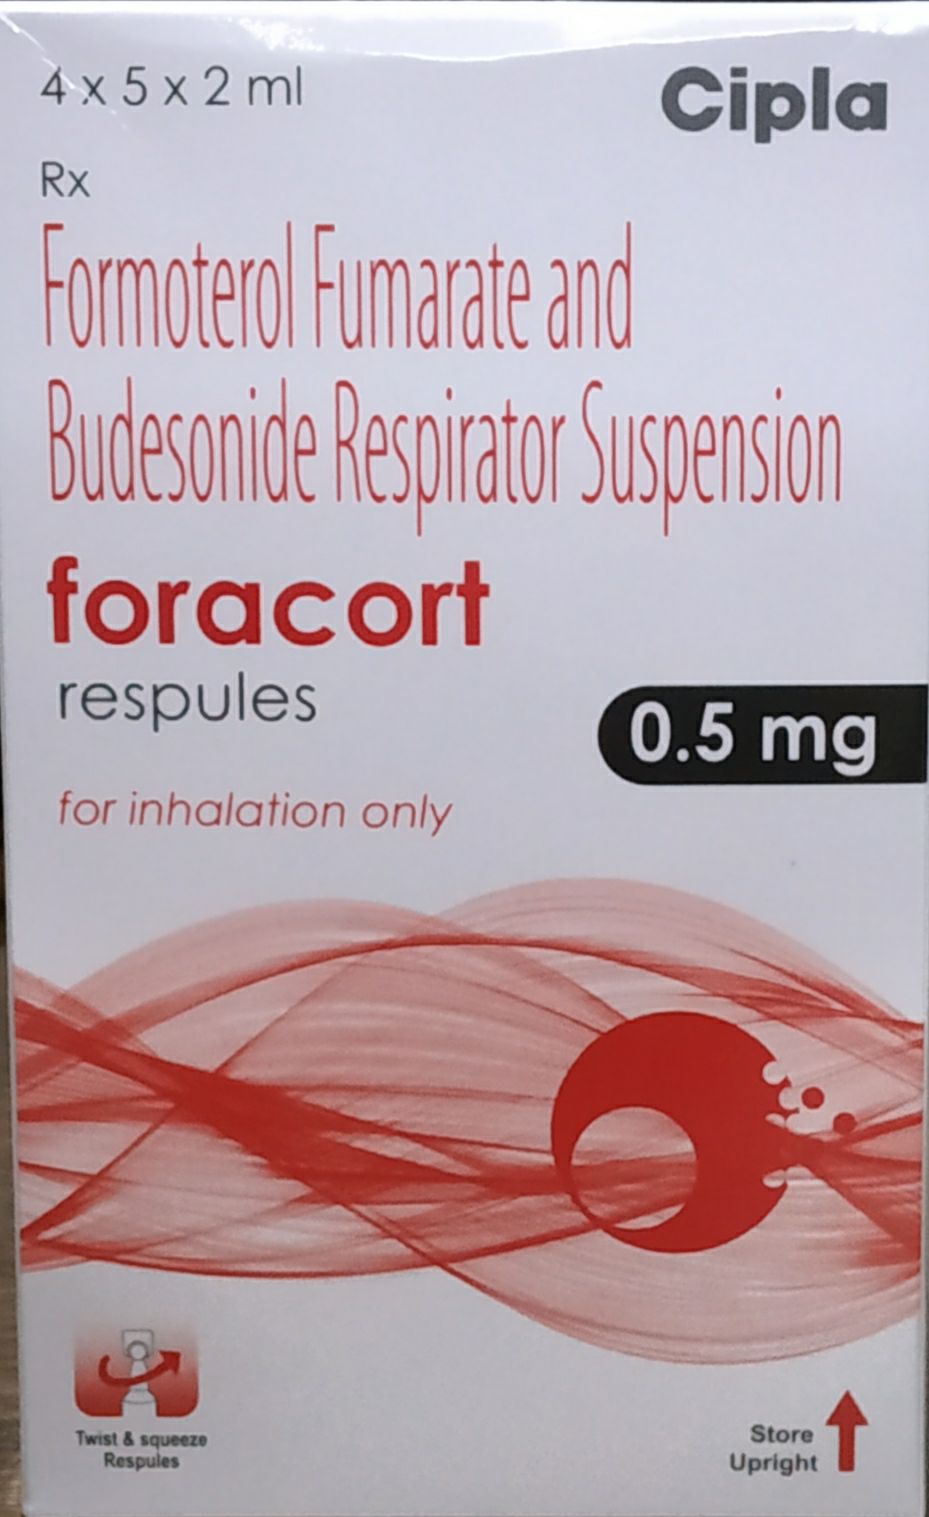 4 x 5 x 2 ml
Cipla
Rx
Formoterol Fumarate and
Budesonide Respirator Suspension
foracort
respules
0.5 mg
for inhalation only
Twist & squeeze
Respules
Store
Upright